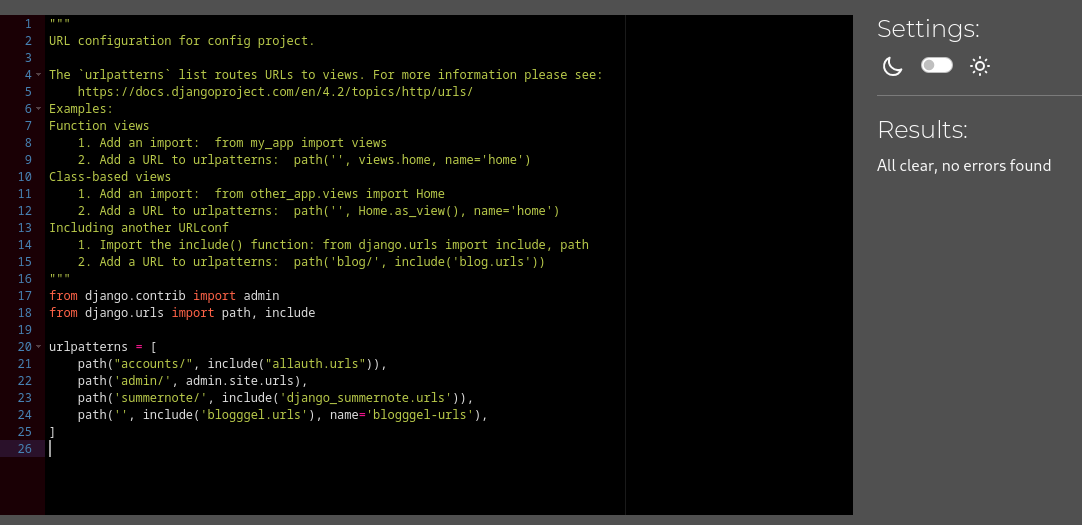 1 """
2 URL configuration for config project.
3
4 The `urlpatterns` list routes URLs to views. For more information please see:
5     https://docs.djangoproject.com/en/4.2/topics/http/urls/
6 Examples:
7 Function views
8     1. Add an import:  from my_app import views
9     2. Add a URL to urlpatterns:  path('', views.home, name='home')
10 Class-based views
11     1. Add an import:  from other_app.views import Home
12     2. Add a URL to urlpatterns:  path('', Home.as_view(), name='home')
13 Including another URLconf
14     1. Import the include() function: from django.urls import include, path
15     2. Add a URL to urlpatterns:  path('blog/', include('blog.urls'))
16 """
17 from django.contrib import admin
18 from django.urls import path, include
19
20 urlpatterns = [
21     path("accounts/", include("allauth.urls")),
22     path('admin/', admin.site.urls),
23     path('summernote/', include('django_summernote.urls')),
24     path('', include('blogggel.urls'), name='blogggel-urls'),
25 ]
26
Settings:
Results:
All clear, no errors found